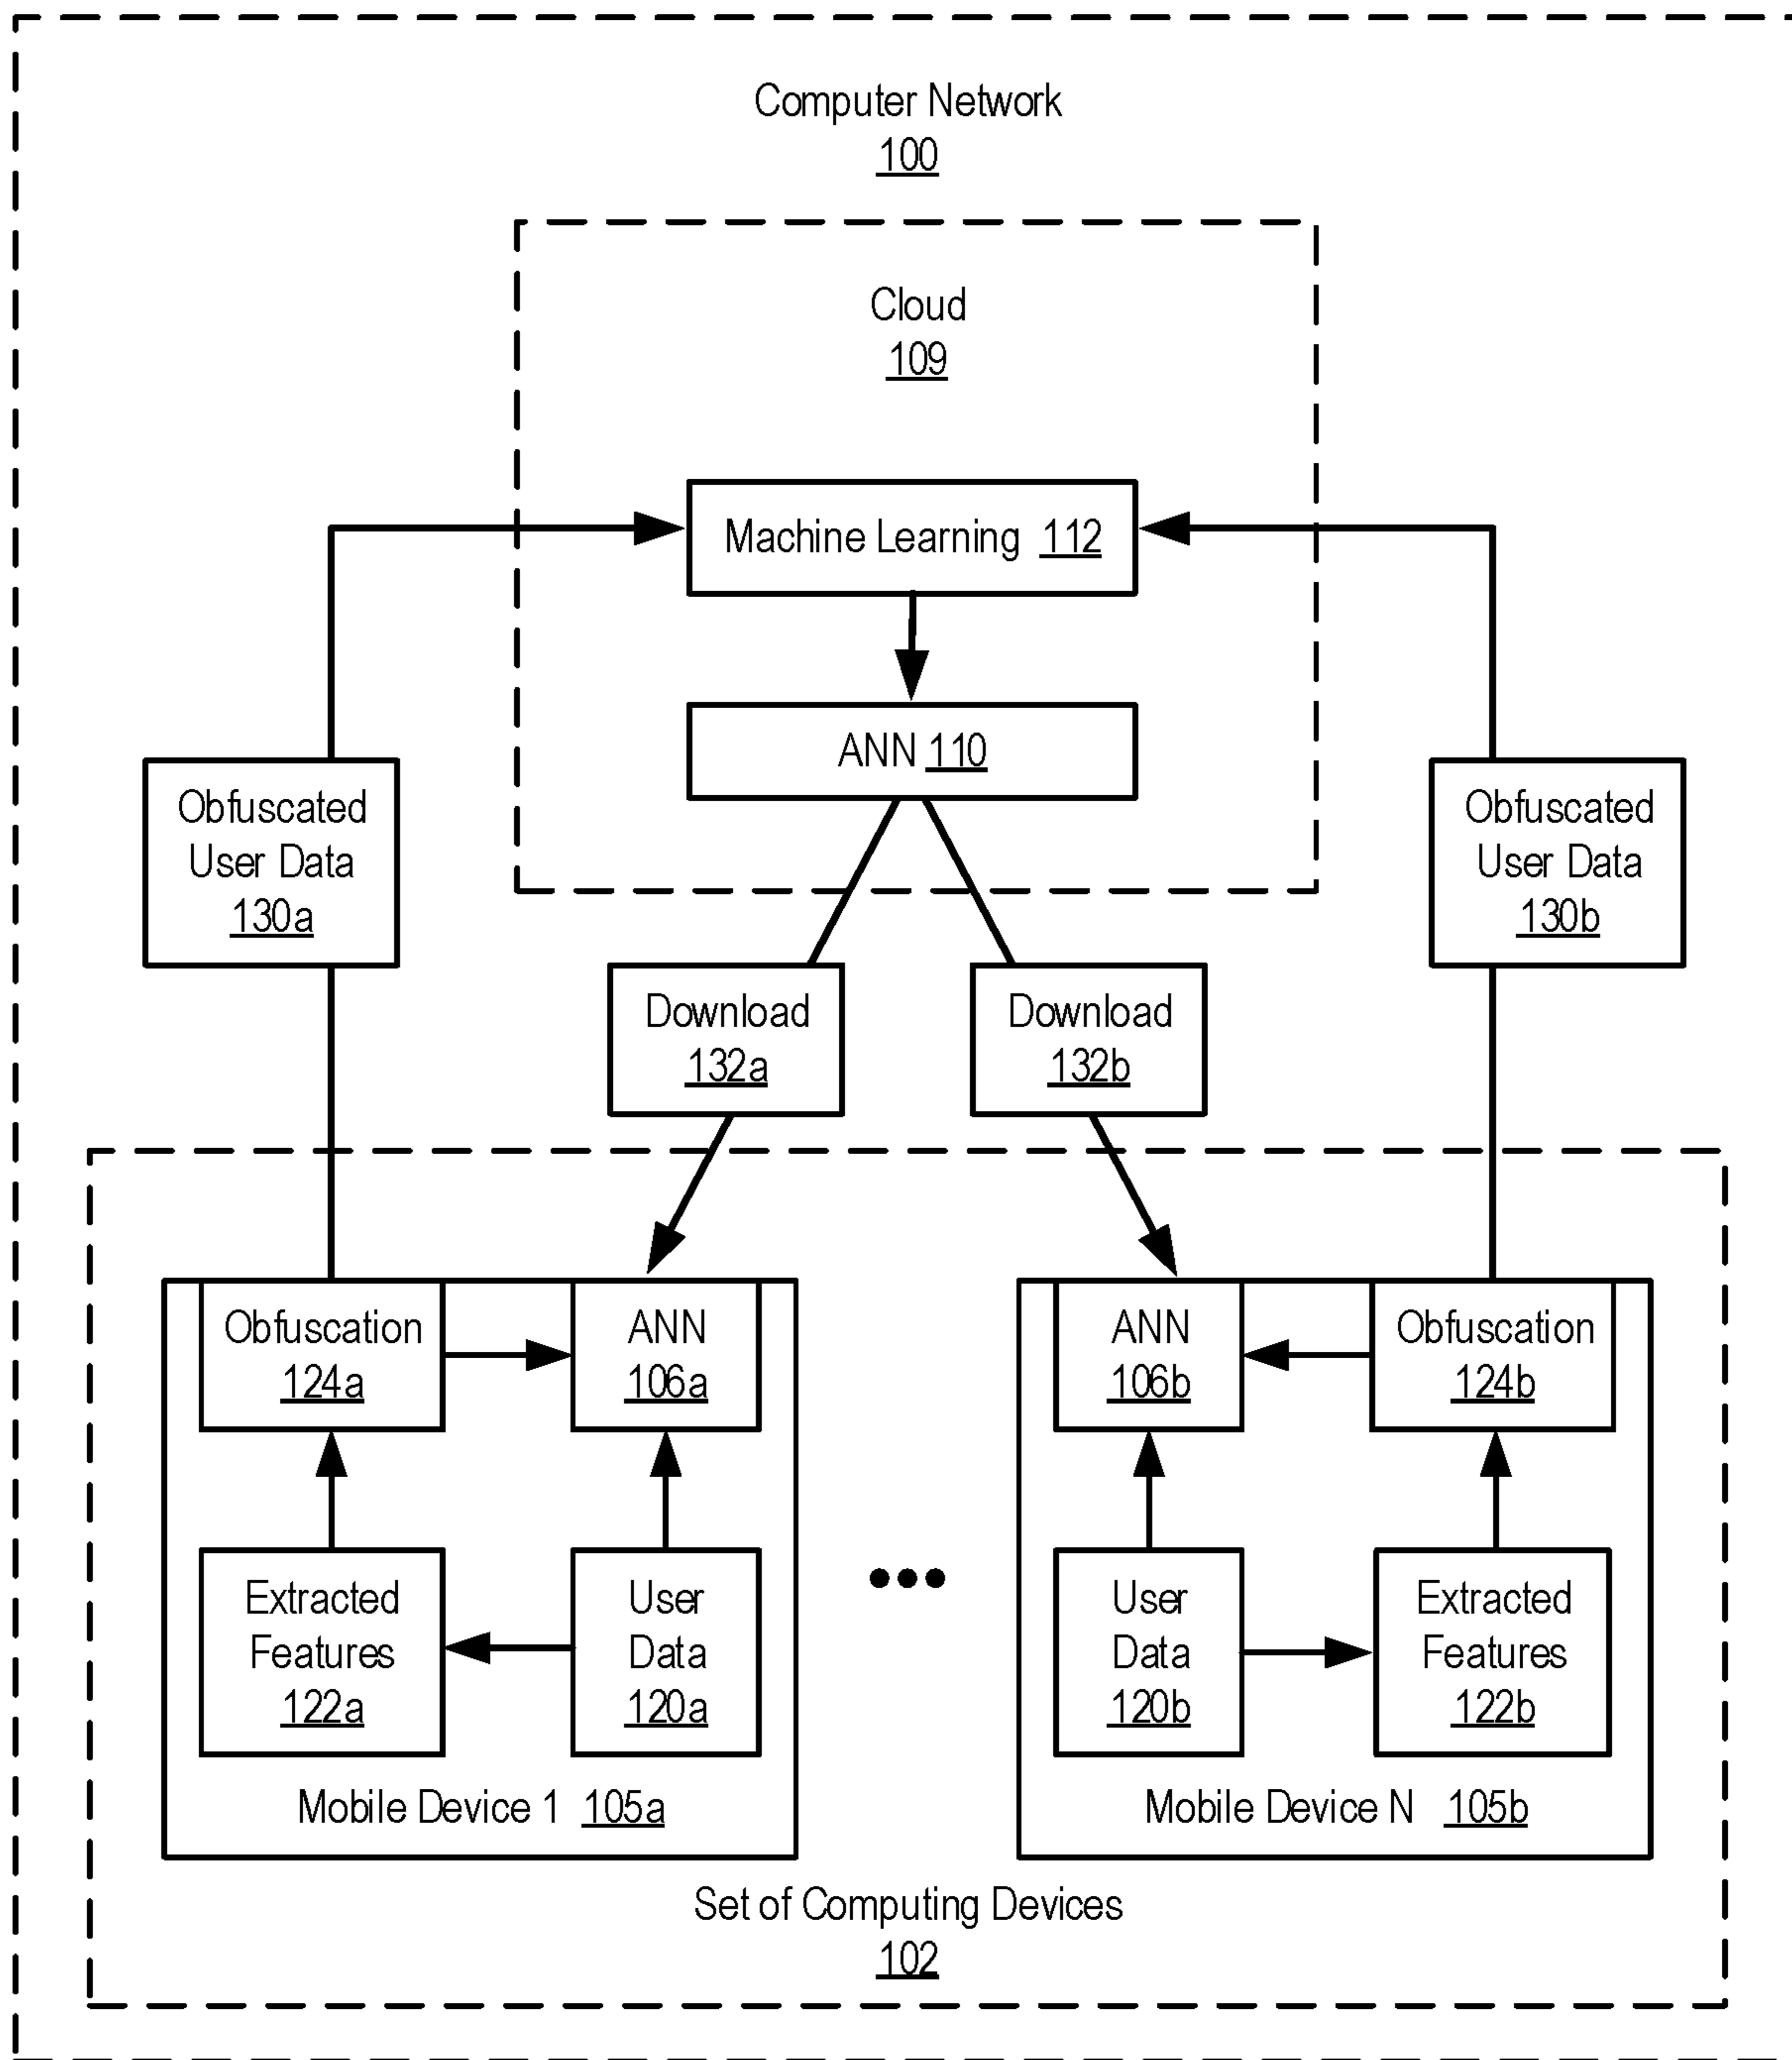 Computer Network
100
Cloud
109
Machine Learning 112
ANN 110
Obfuscated
User Data
130a
Obfuscated
User Data
130b
Download
132a
Download
132b
Obfuscation
124a
ANN
106a
ANN
106b
Obfuscation
124b
Extracted
Features
122a
User
Data
120a
User
Data
120b
Extracted
Features
122b
Mobile Device 1 105a
Mobile Device N 105b
Set of Computing Devices
102